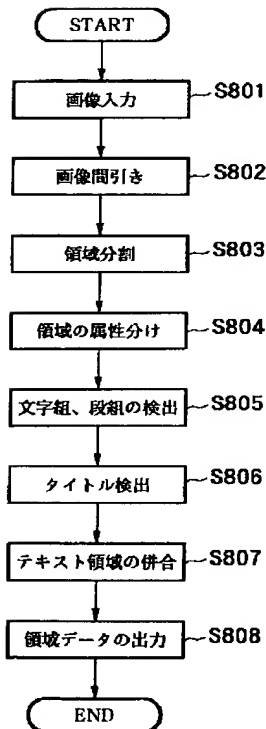 START
画像入力 S801
画像間引き S802
領域分割 S803
領域の属性分け S804
文字組、段組の検出 S805
タイトル検出 S806
テキスト領域の併合 S807
領域データの出力 S808
END